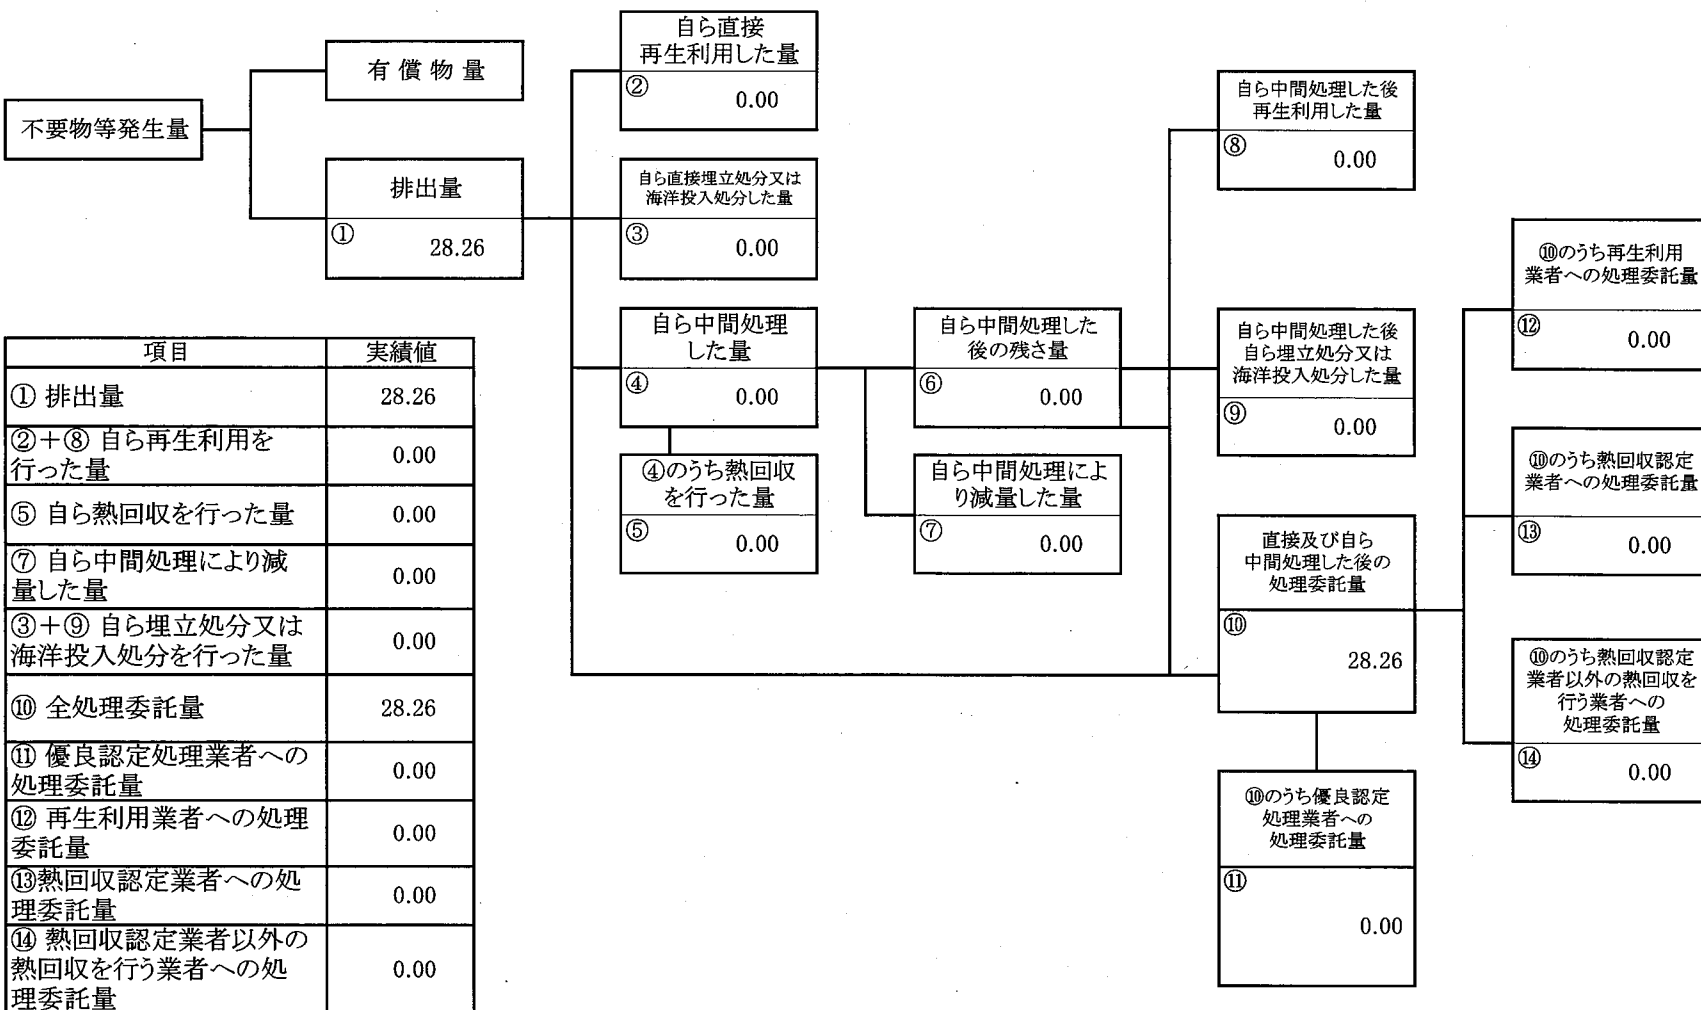 不要物等発生量
有償物量
排出量
①
28.26
自ら直接
再生利用した量
②
0.00
自ら直接埋立処分又は
海洋投入処分した量
③
0.00
自ら中間処理
した量
④
0.00
④のうち熱回収
を行った量
⑤
0.00
自ら中間処理した
後の残さ量
⑥
0.00
自ら中間処理によ
り減量した量
⑦
0.00
自ら中間処理した後
再生利用した量
⑧
0.00
自ら中間処理した後
自ら埋立処分又は
海洋投入処分した量
⑨
0.00
直接及び自ら
中間処理した後の
処理委託量
⑩
28.26
⑩のうち優良認定
処理業者への
処理委託量
⑪
0.00
⑩のうち再生利用
業者への処理委託量
⑫
0.00
⑩のうち熱回収認定
業者への処理委託量
⑬
0.00
⑩のうち熱回収認定
業者以外の熱回収を
行う業者への
処理委託量
⑭
0.00
項目 実績値
① 排出量 28.26
②+⑧ 自ら再生利用を
行った量 0.00
⑤ 自ら熱回収を行った量 0.00
⑦ 自ら中間処理により減
量した量 0.00
③+⑨ 自ら埋立処分又は
海洋投入処分を行った量 0.00
⑩ 全処理委託量 28.26
⑪ 優良認定処理業者への
処理委託量 0.00
⑫ 再生利用業者への処理
委託量 0.00
⑬熱回収認定業者への処
理委託量 0.00
⑭ 熱回収認定業者以外の
熱回収を行う業者への処
理委託量 0.00